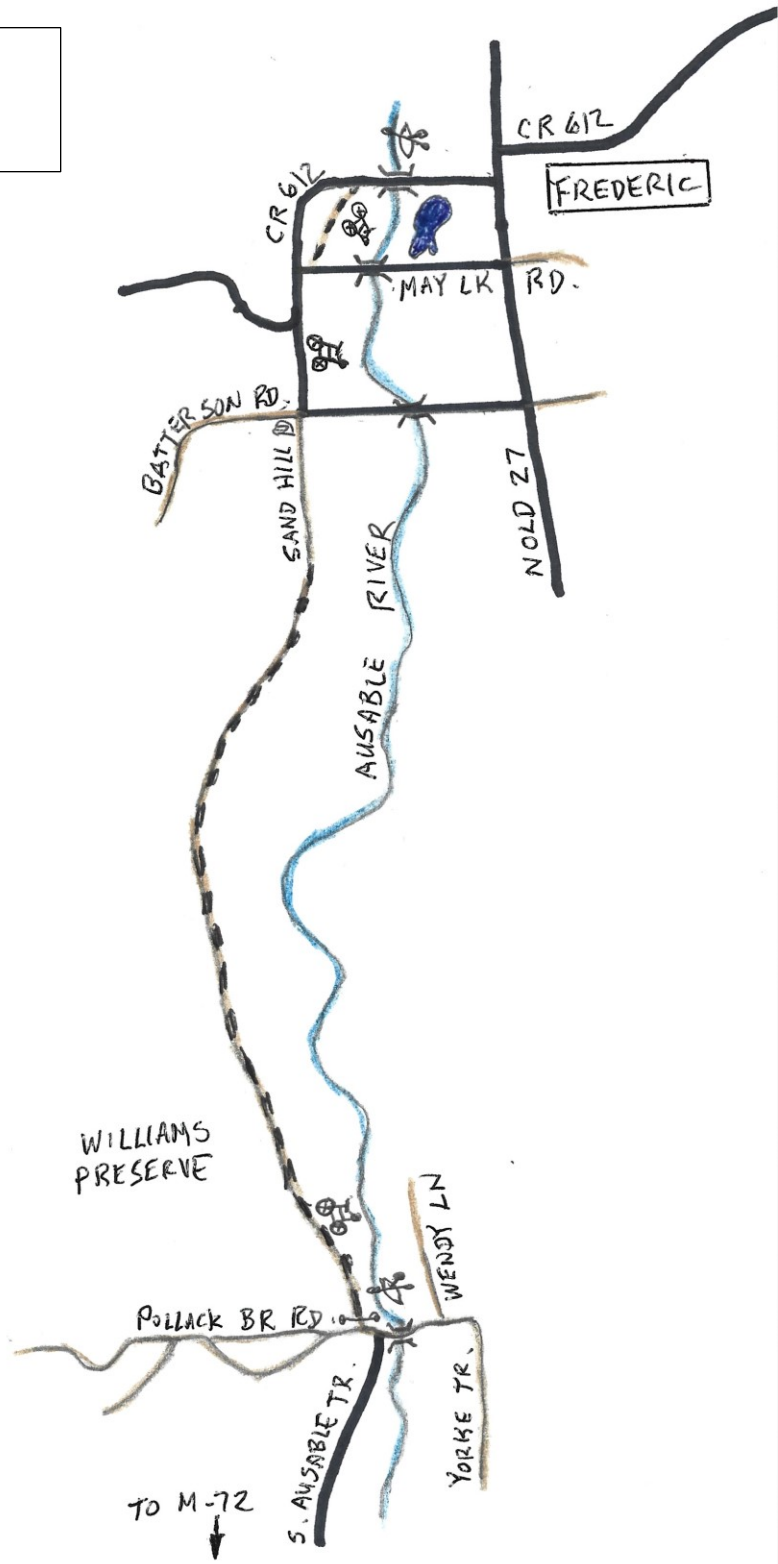 CR 612
FREDERIC
CR 612
MAY LK RD.
BATTERSON RD.
SAND HILL RD
N OLD 27
AUSABLE RIVER
WILLIAMS
PRESERVE
WENDY LN
POLLACK BR RD.
S. AUSABLE TR.
YORKE TR.
TO M-72